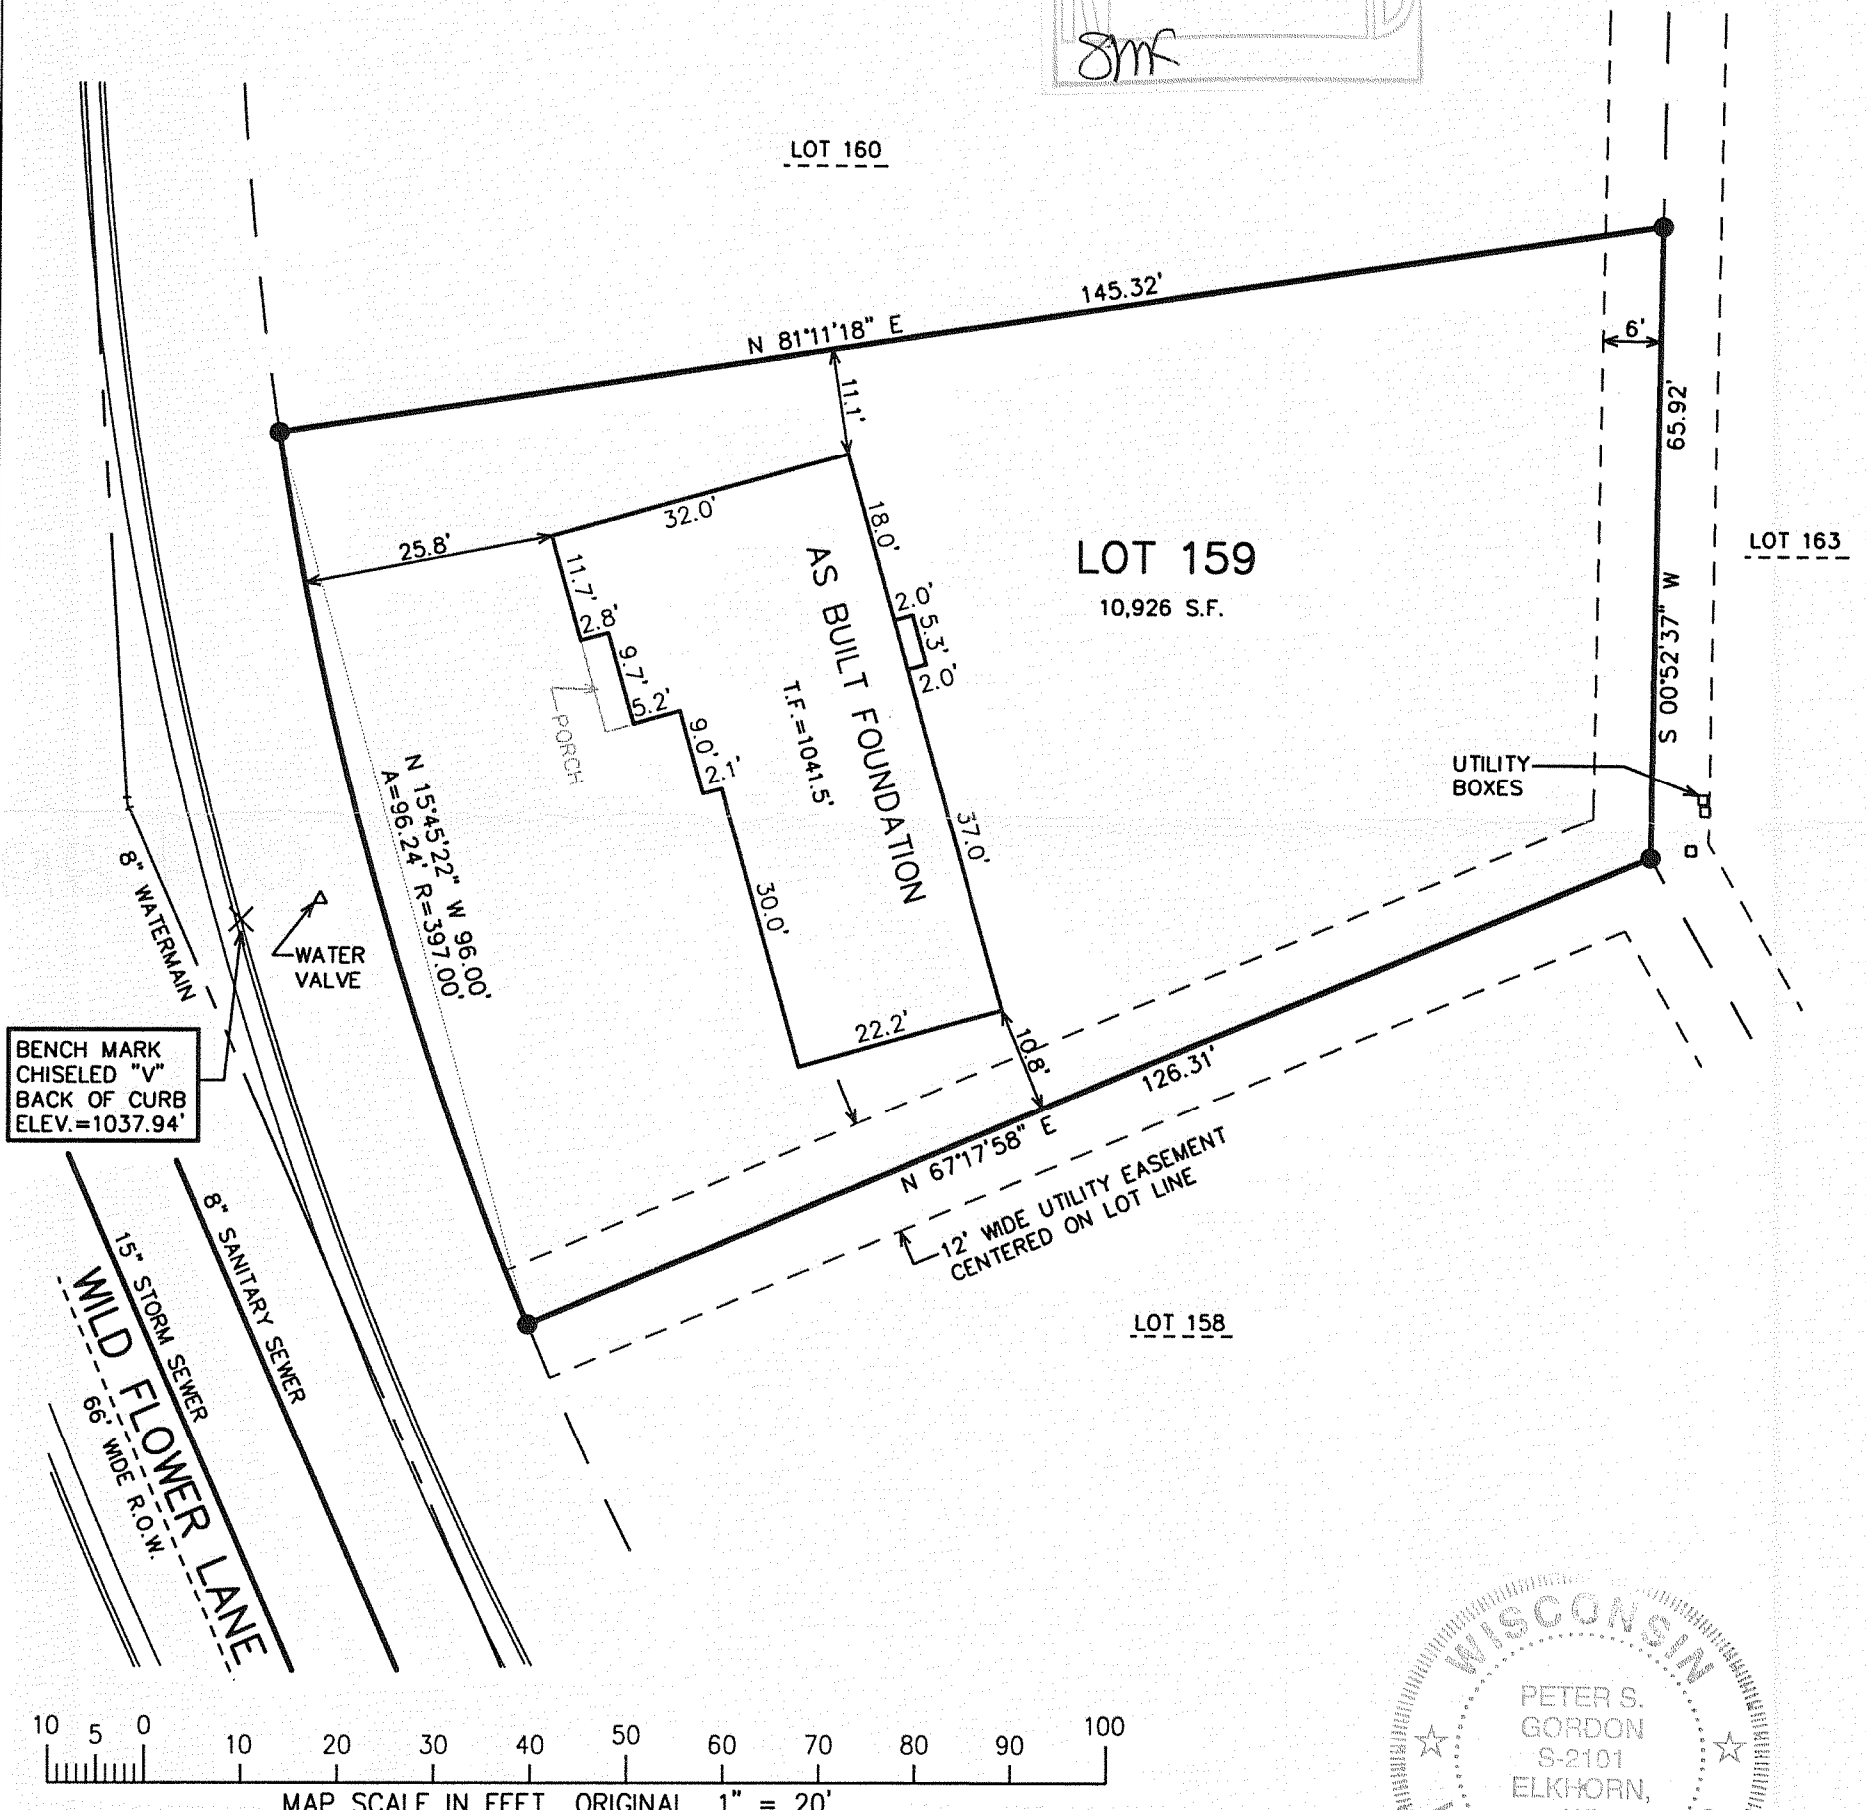 SMF
LOT 160
145.32'
N 81°11'18" E
6'
11.1'
65.92'
32.0'
18.0'
25.8'
LOT 159
10,926 S.F.
LOT 163
11.7'
2.8'
2.0'
5.3'
2.0'
9.7'
5.2'
AS BUILT FOUNDATION
T.F.=1041.5'
PORCH
9.0'
2.1'
S 00°52'37" W
UTILITY
BOXES
N 15°45'22" W 96.00'
A=96.24' R=397.00'
37.0'
30.0'
8" WATERMAIN
WATER
VALVE
22.2'
10.8'
126.31'
N 67°17'58" E
BENCH MARK
CHISELED "V"
BACK OF CURB
ELEV.=1037.94'
12' WIDE UTILITY EASEMENT
CENTERED ON LOT LINE
LOT 158
8" SANITARY SEWER
15" STORM SEWER
WILD FLOWER LANE
66' WIDE R.O.W.
10 5 0 10 20 30 40 50 60 70 80 90 100
MAP SCALE IN FEET ORIGINAL 1" = 20'
WISCONSIN
PETER S.
GORDON
S-2101
ELKHORN,